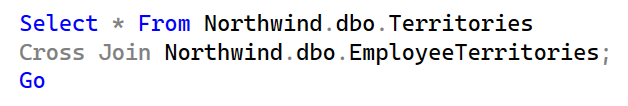 Select * From Northwind.dbo.Territories
Cross Join Northwind.dbo.EmployeeTerritories;
Go